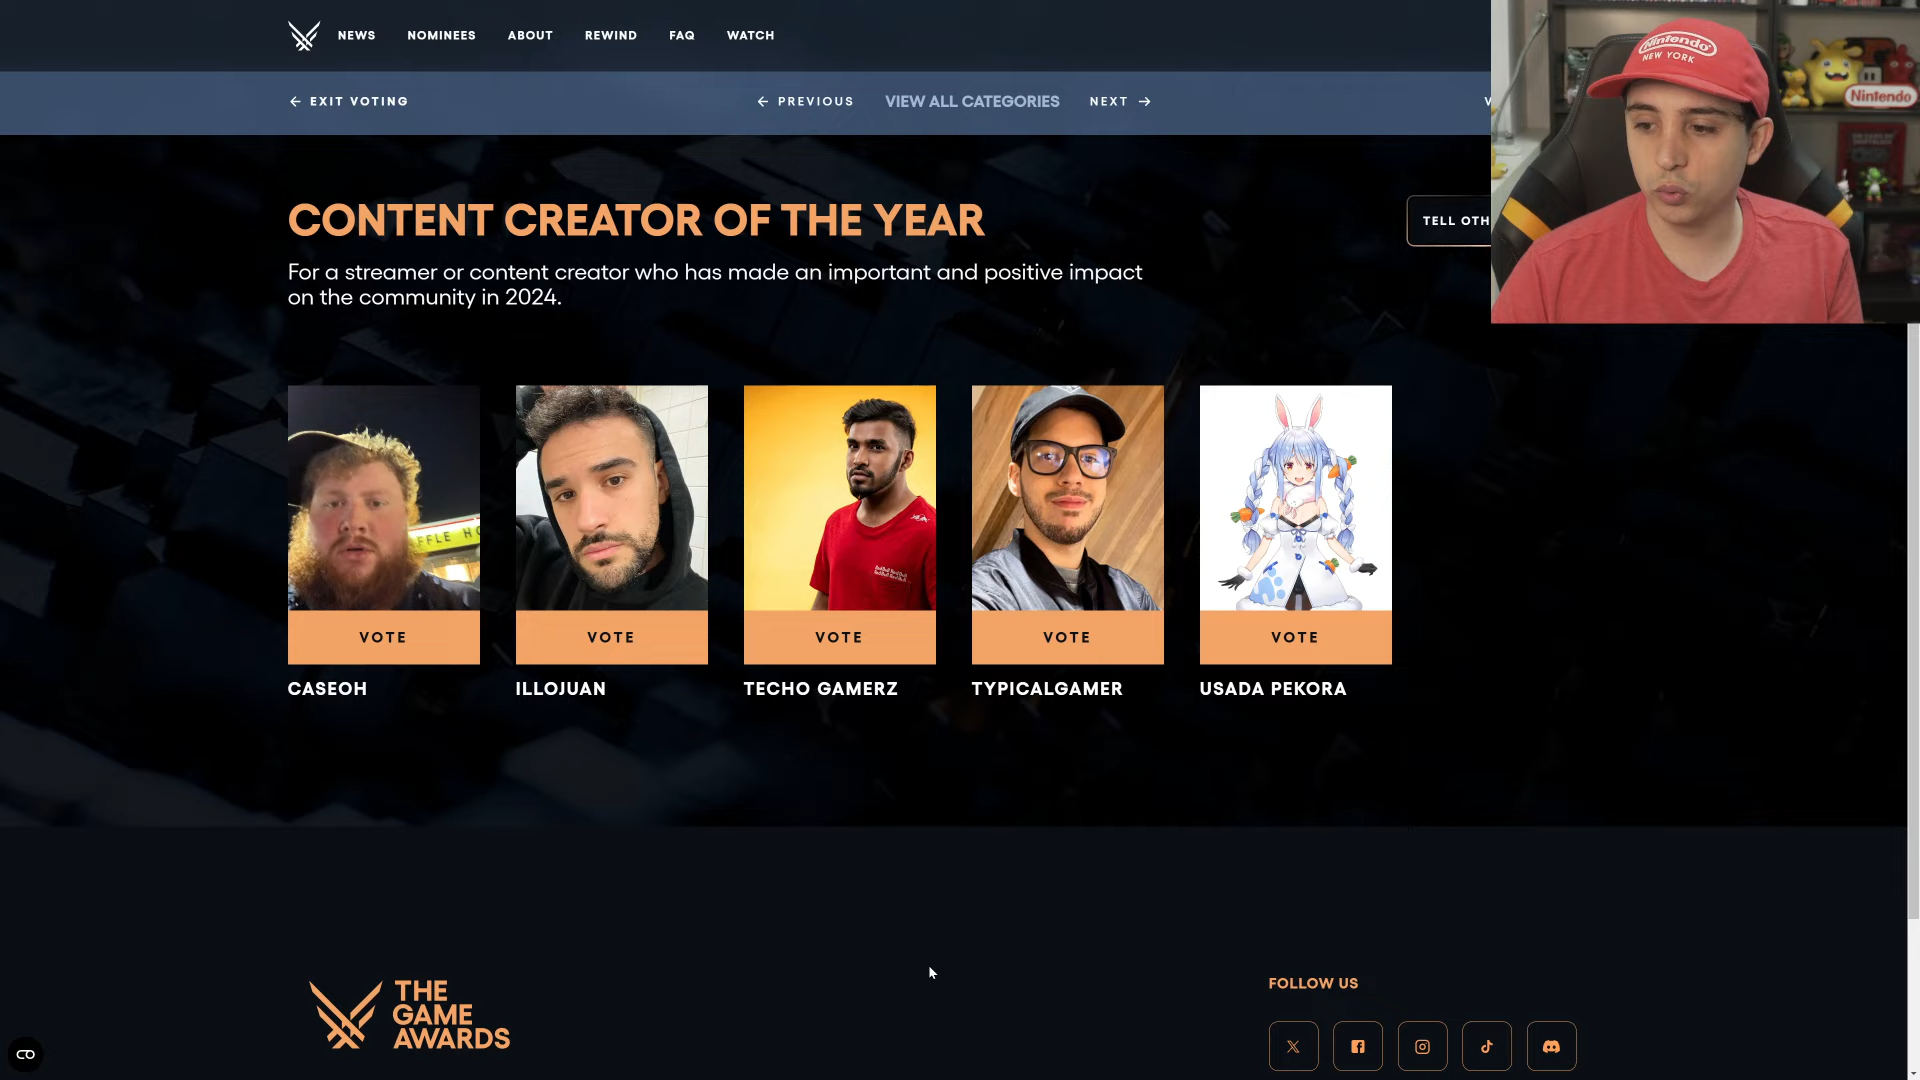 NEWS
NOMINEES
ABOUT
REWIND
FAQ
WATCH
EXIT VOTING
PREVIOUS
VIEW ALL CATEGORIES
NEXT
Nintendo
NEW YORK
Nintendo
CONTENT CREATOR OF THE YEAR
TELL OTH
For a streamer or content creator who has made an important and positive impact
on the community in 2024.
VOTE
VOTE
VOTE
VOTE
VOTE
CASEOH
ILLOJUAN
TECHO GAMERZ
TYPICALGAMER
USADA PEKORA
THE
GAME
AWARDS
FOLLOW US